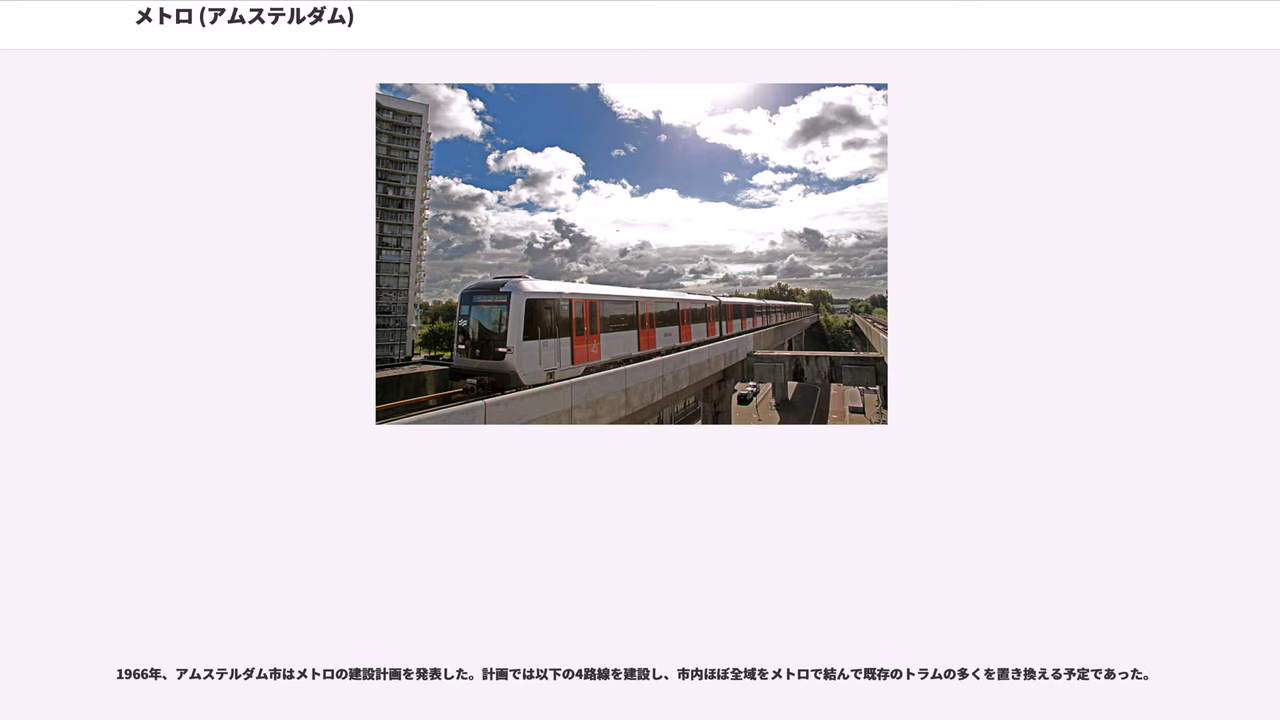 メトロ (アムステルダム)
1966年、アムステルダム市はメトロの建設計画を発表した。計画では以下の4路線を建設し、市内ほぼ全域をメトロで結んで既存のトラムの多くを置き換える予定であった。